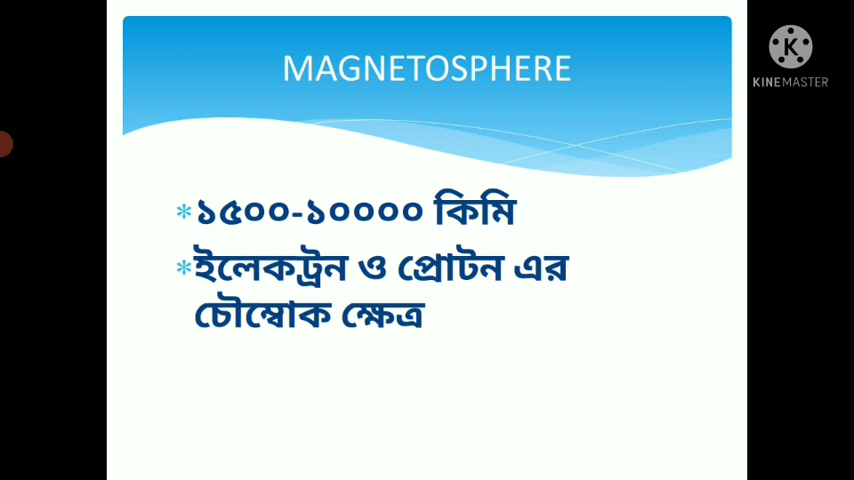 MAGNETOSPHERE
K
KINEMASTER
*১৫০০-১০০০০ কিমি
*ইলেকট্রন ও প্রোটন এর
চৌম্বোক ক্ষেত্র